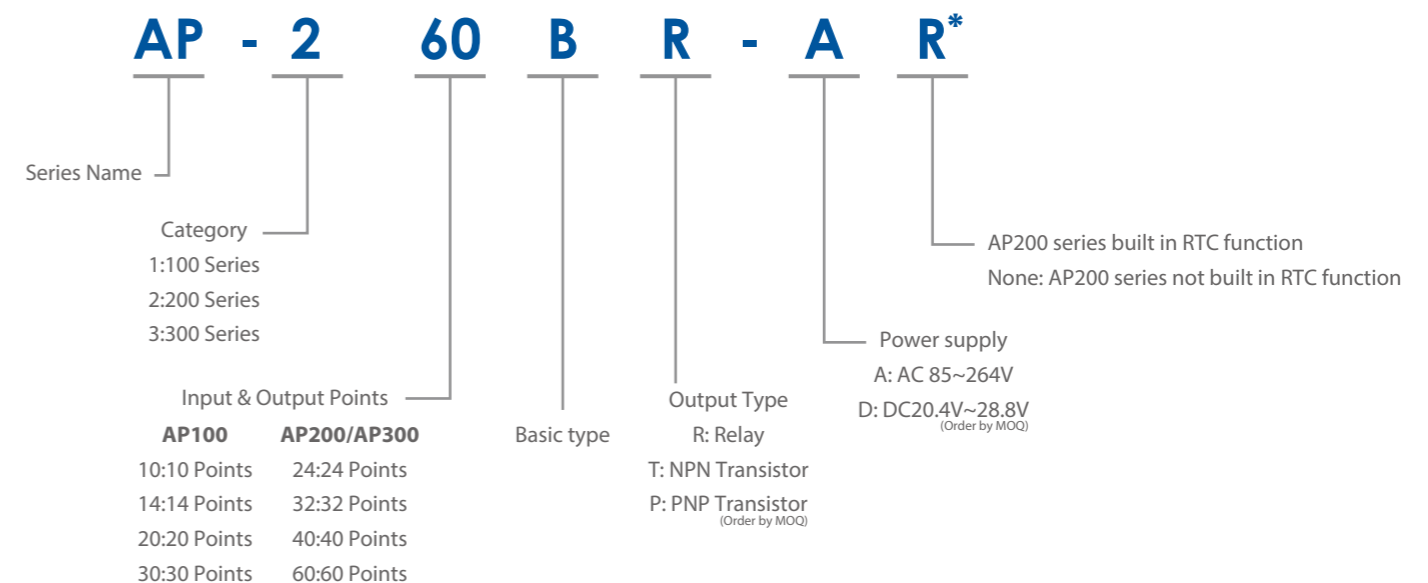 AP - 2 60 B R - A R*
Series Name
Category
1:100 Series
2:200 Series
3:300 Series
Input & Output Points
AP100 AP200/AP300
10:10 Points 24:24 Points
14:14 Points 32:32 Points
20:20 Points 40:40 Points
30:30 Points 60:60 Points
Basic type
Output Type
R: Relay
T: NPN Transistor
P: PNP Transistor
(Order by MOQ)
Power supply
A: AC 85~264V
D: DC20.4V~28.8V
(Order by MOQ)
AP200 series built in RTC function
None: AP200 series not built in RTC function